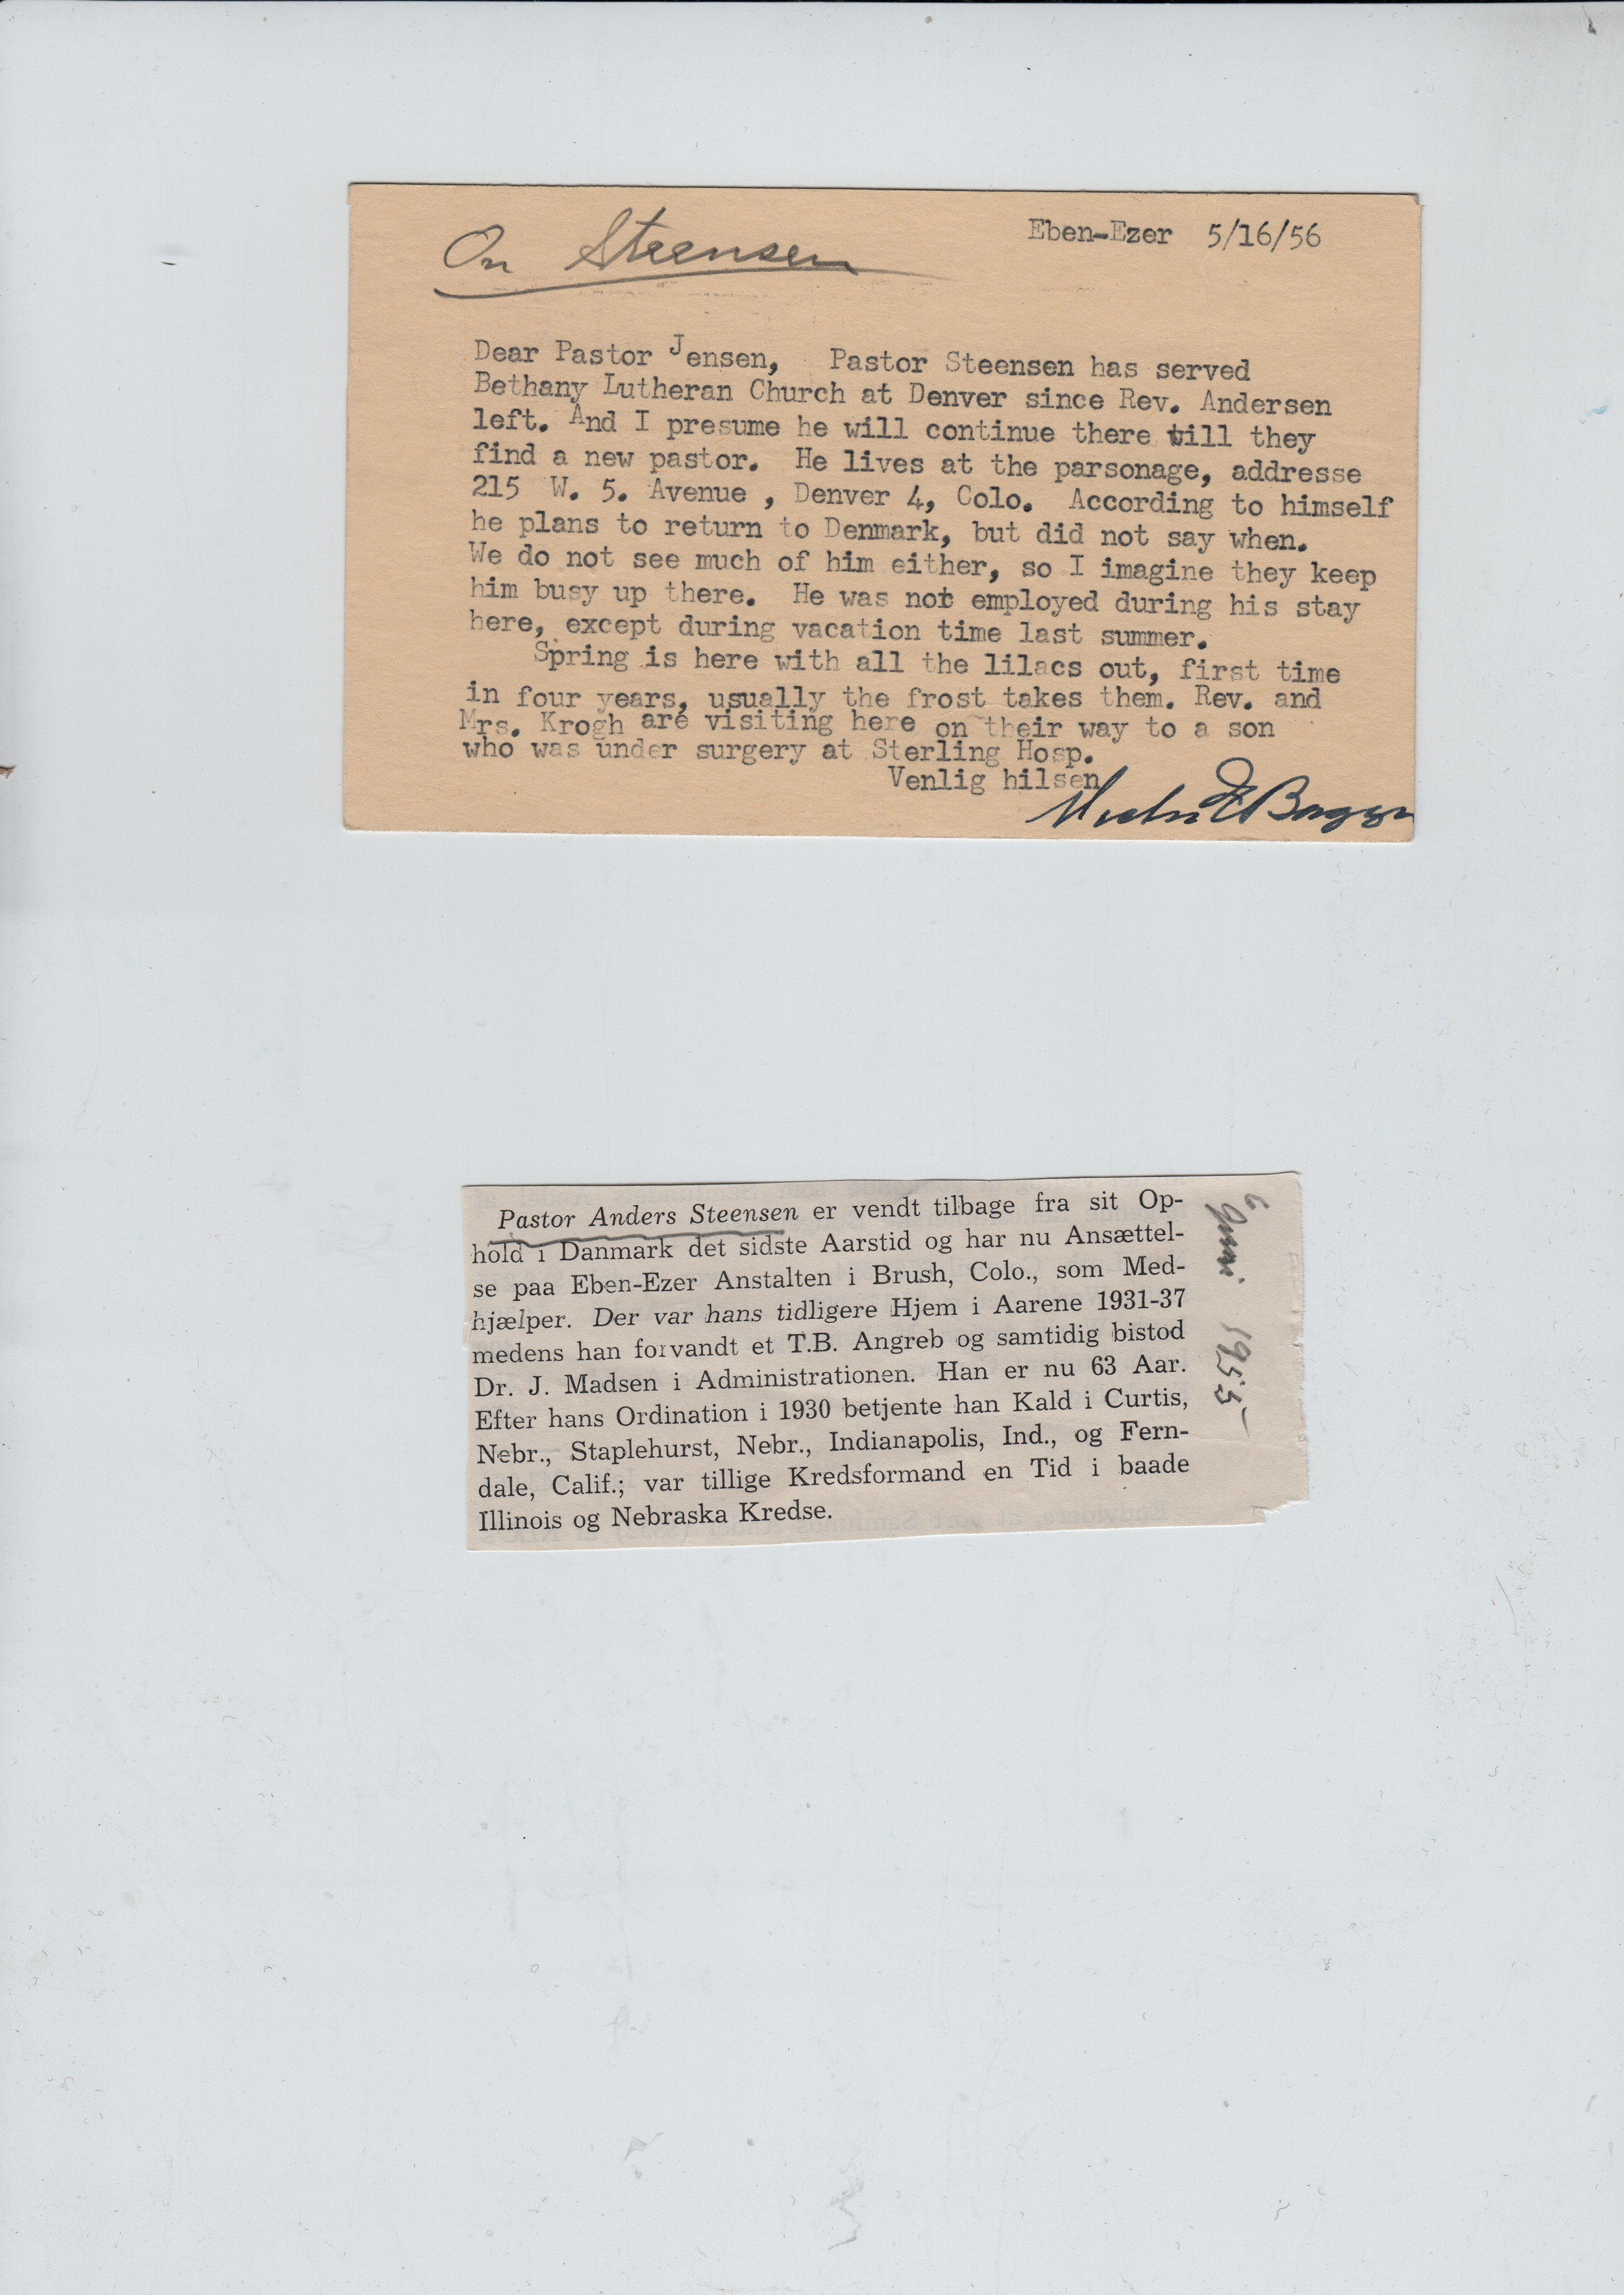 On Steensen
Eben-Ezer 5/16/56
Dear Pastor Jensen, Pastor Steensen has served
Bethany Lutheran Church at Denver since Rev. Andersen
left. And I presume he will continue there till they
find a new pastor. He lives at the parsonage, addresse
215 W. 5. Avenue , Denver 4, Colo. According to himself
he plans to return to Denmark, but did not say when.
We do not see much of him either, so I imagine they keep
him busy up there. He was not employed during his stay
here, except during vacation time last summer.
Spring is here with all the lilacs out, first time
in four years, usually the frost takes them. Rev. and
Mrs. Krogh are visiting here on their way to a son
who was under surgery at Sterling Hosp.
Venlig hilsen
Pastor Anders Steensen er vendt tilbage fra sit Op-
hold i Danmark det sidste Aarstid og har nu Ansættel-
se paa Eben-Ezer Anstalten i Brush, Colo., som Med-
hjælper. Der var hans tidligere Hjem i Aarene 1931-37
medens han forvandt et T.B. Angreb og samtidig bistod
Dr. J. Madsen i Administrationen. Han er nu 63 Aar.
Efter hans Ordination i 1930 betjente han Kald i Curtis,
Nebr., Staplehurst, Nebr., Indianapolis, Ind., og Fern-
dale, Calif.; var tillige Kredsformand en Tid i baade
Illinois og Nebraska Kredse.
6 Juni 1955